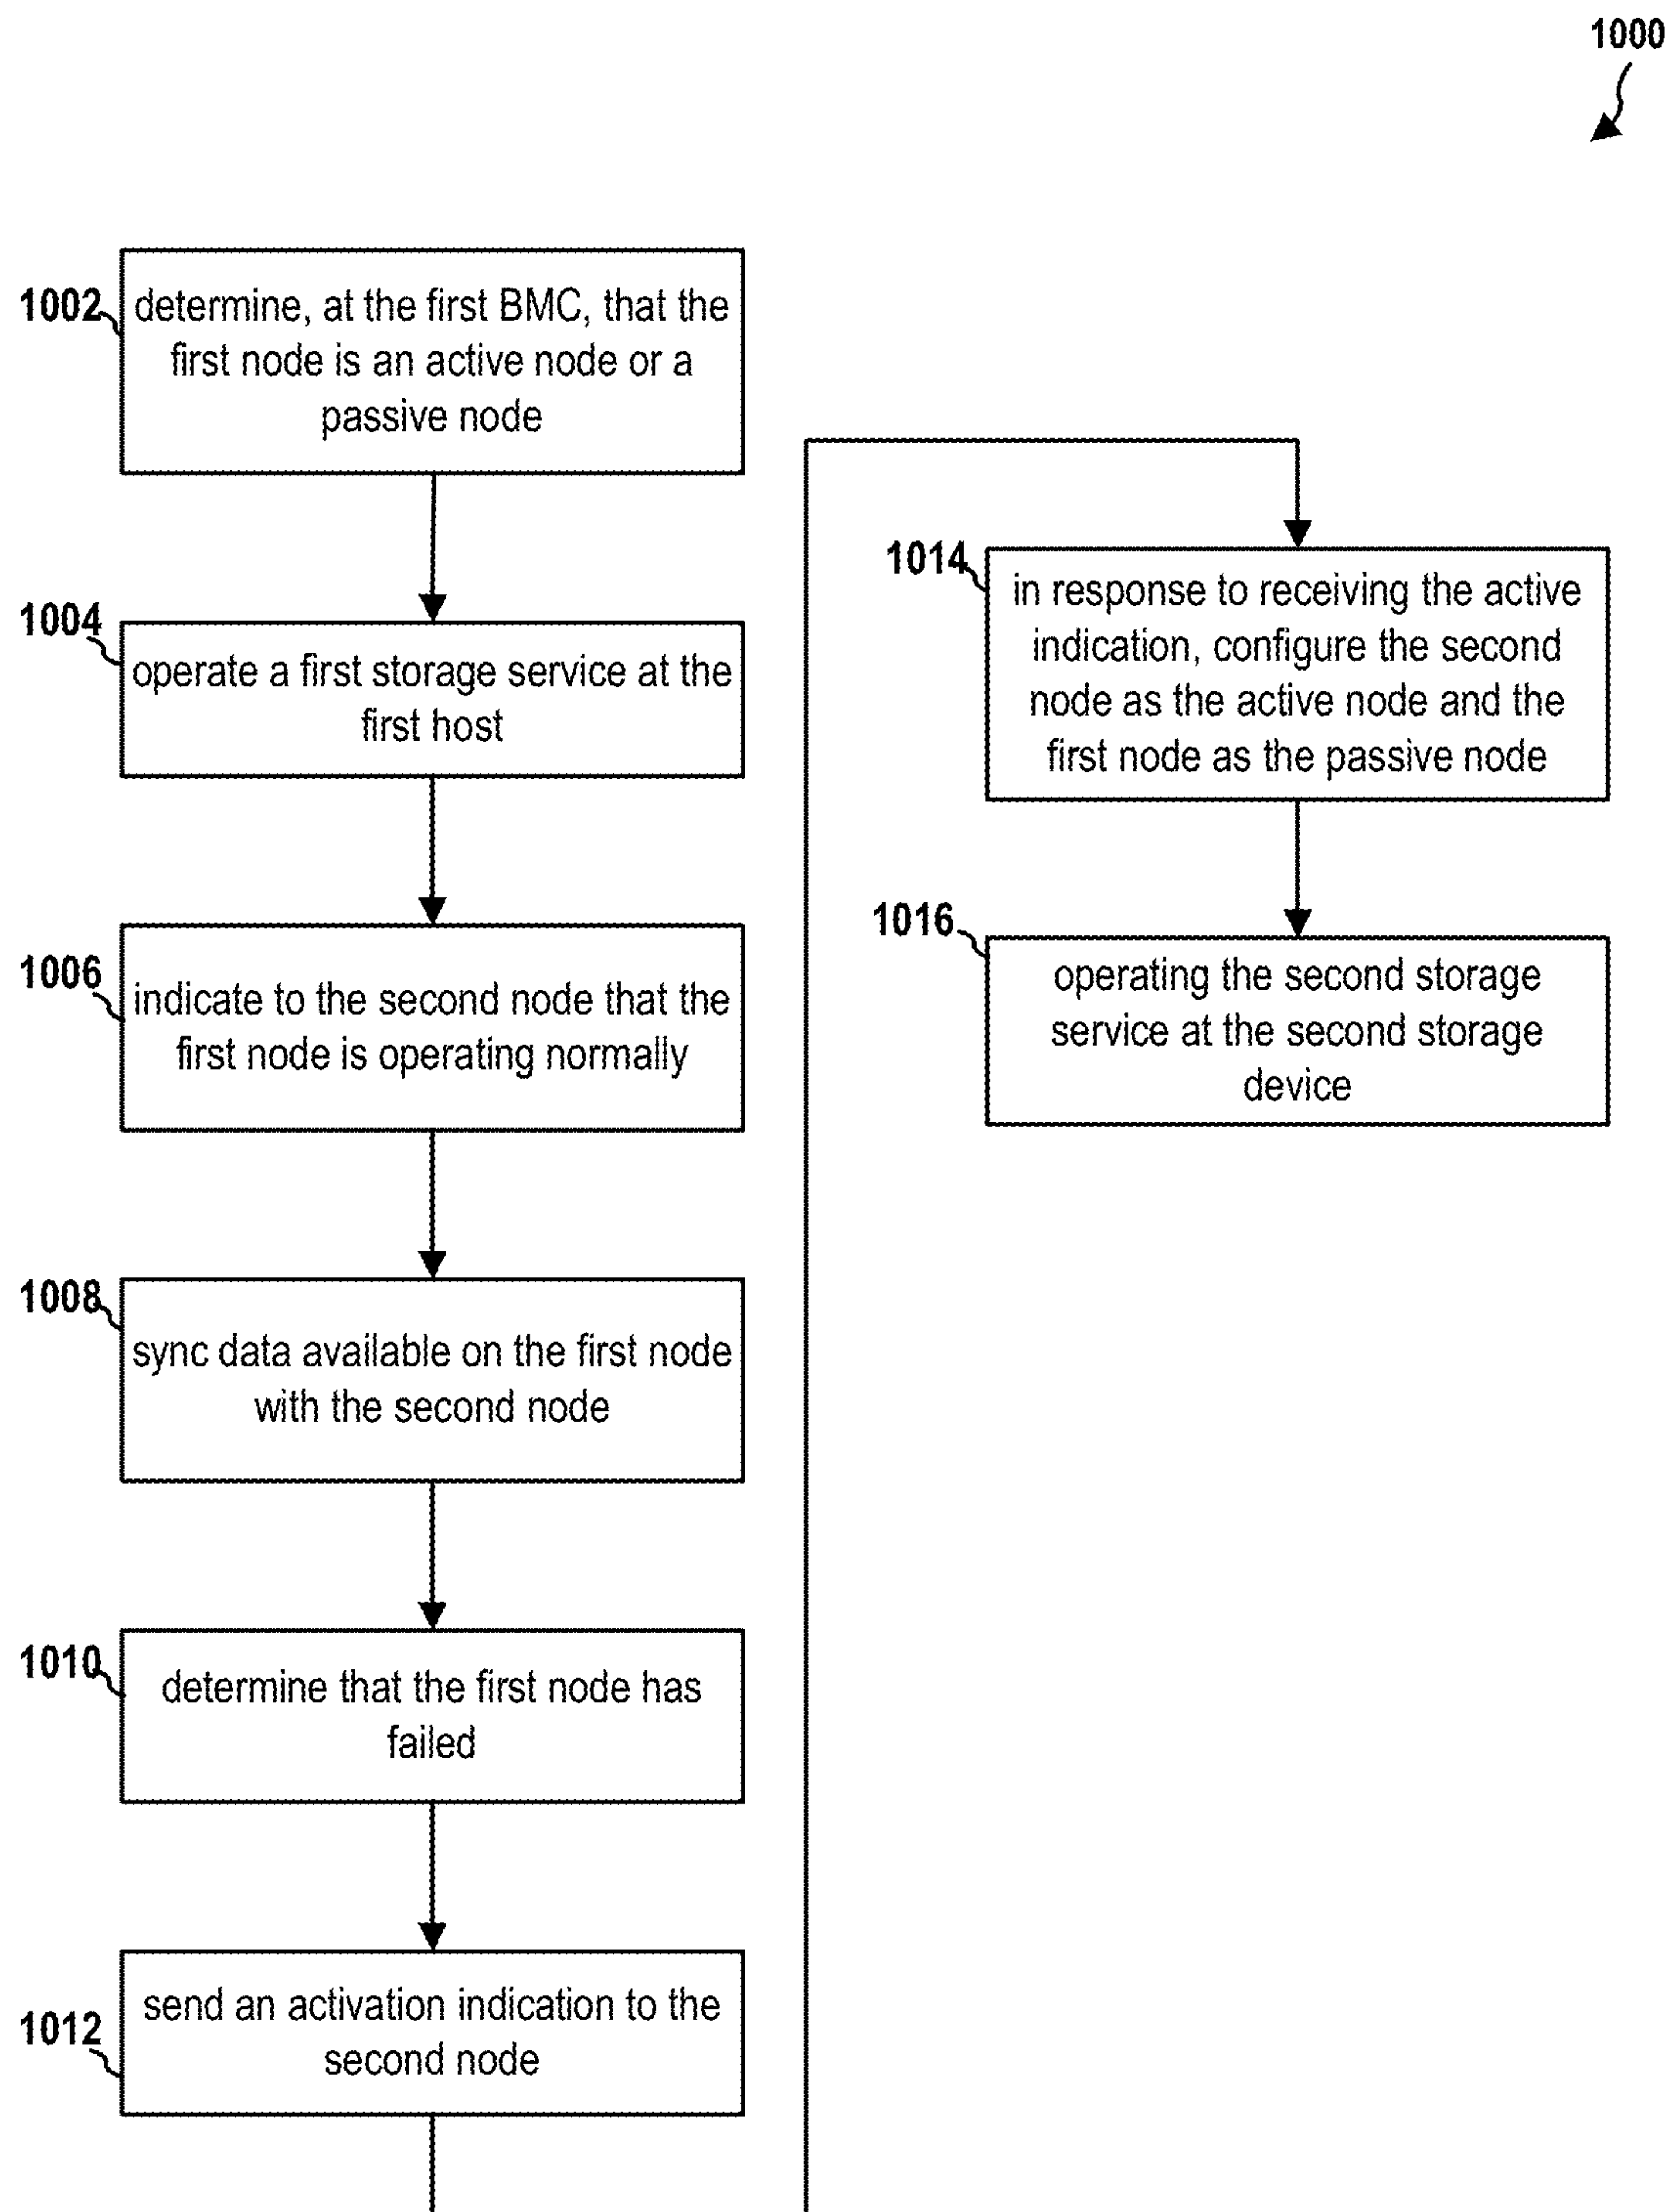 1000
1002
determine, at the first BMC, that the
first node is an active node or a
passive node
1004
operate a first storage service at the
first host
1006
indicate to the second node that the
first node is operating normally
1008
sync data available on the first node
with the second node
1010
determine that the first node has
failed
1012
send an activation indication to the
second node
1014
in response to receiving the active
indication, configure the second
node as the active node and the
first node as the passive node
1016
operating the second storage
service at the second storage
device